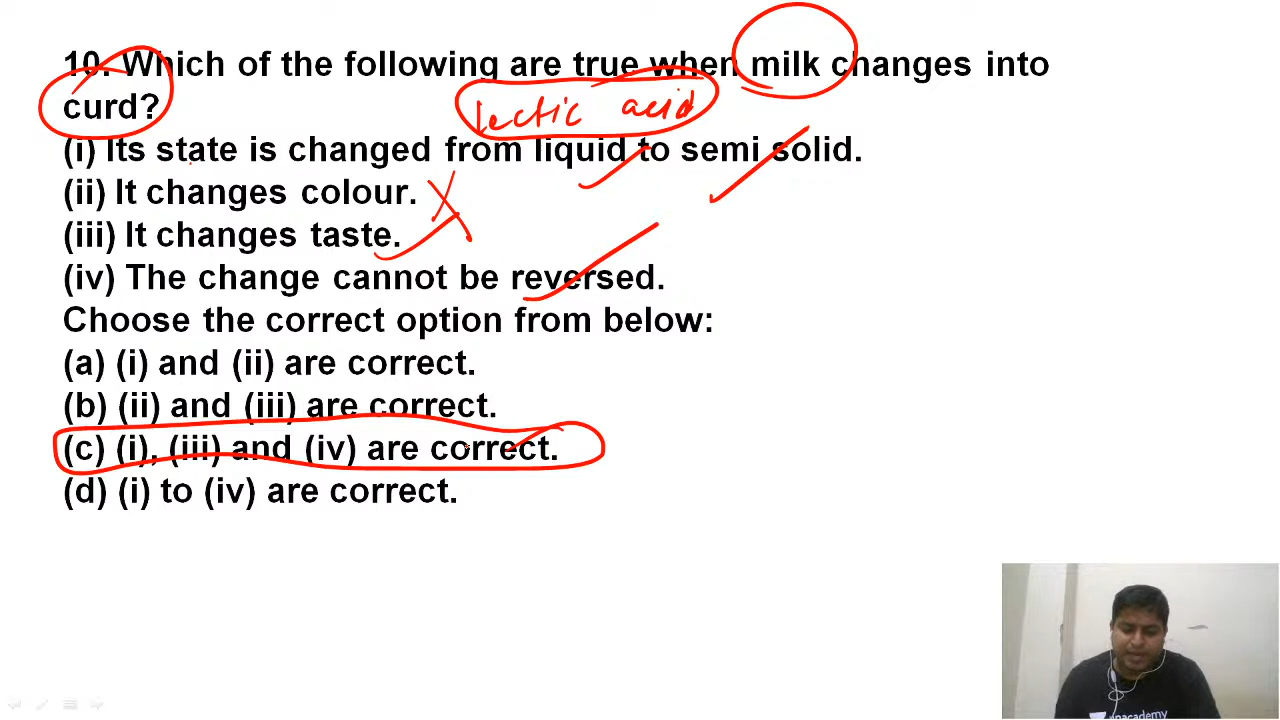 10. Which of the following are true when milk changes into
curd?
lectic acid
(i) Its state is changed from liquid to semi solid.
(ii) It changes colour.
(iii) It changes taste.
(iv) The change cannot be reversed.
Choose the correct option from below:
(a) (i) and (ii) are correct.
(b) (ii) and (iii) are correct.
(c) (i), (iii) and (iv) are correct.
(d) (i) to (iv) are correct.
unacademy